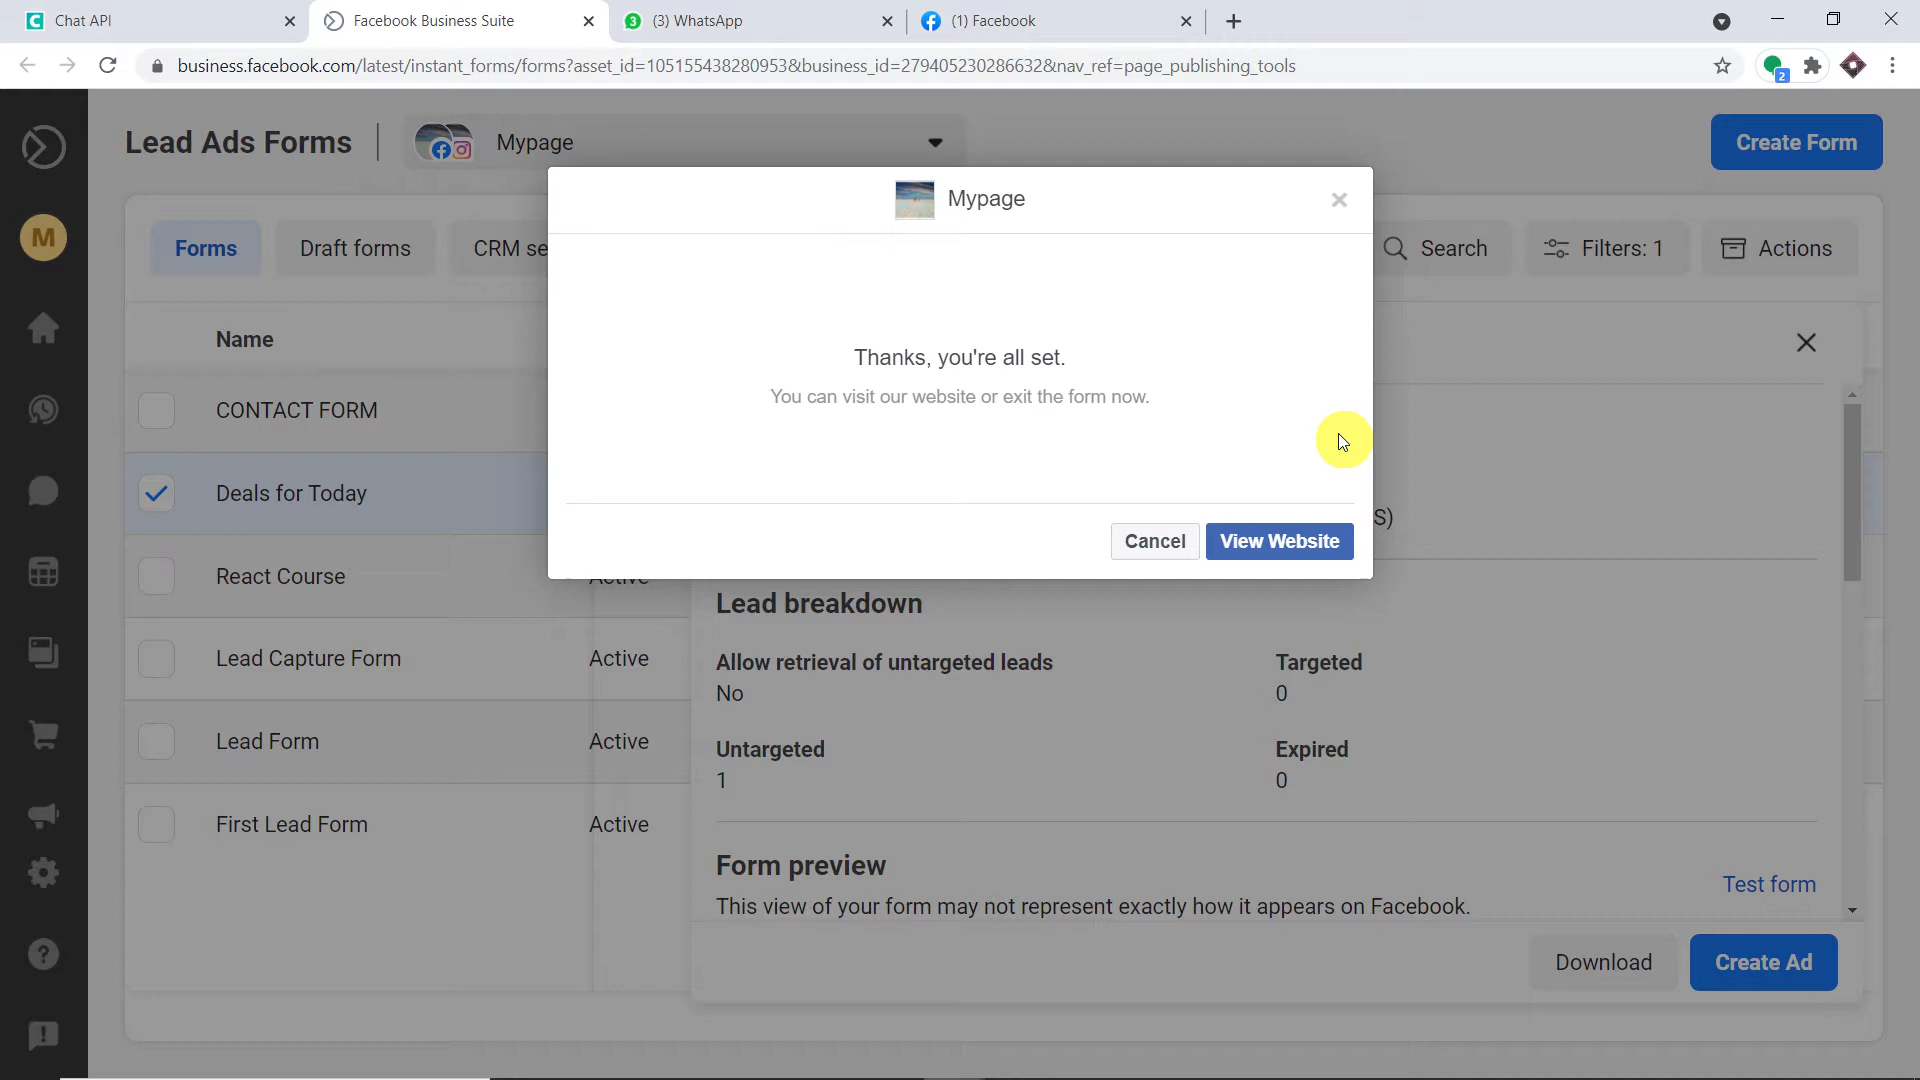 Chat API
Facebook Business Suite
3
(3) WhatsApp
(1) Facebook
business.facebook.com/latest/instant_forms/forms?asset_id=105155438280953&business_id=279405230286632&nav_ref=page_publishing_tools
2
Lead Ads Forms
Mypage
Create Form
M
Forms
Draft forms
CRM se
Search
Filters: 1
Actions
Mypage
Thanks, you're all set.
You can visit our website or exit the form now.
Cancel
View Website
Name
CONTACT FORM
Deals for Today
S)
React Course
Active
Lead Capture Form
Active
Lead Form
Active
First Lead Form
Active
Lead breakdown
Allow retrieval of untargeted leads
No
Targeted
0
Untargeted
1
Expired
0
Form preview
Test form
This view of your form may not represent exactly how it appears on Facebook.
Download
Create Ad